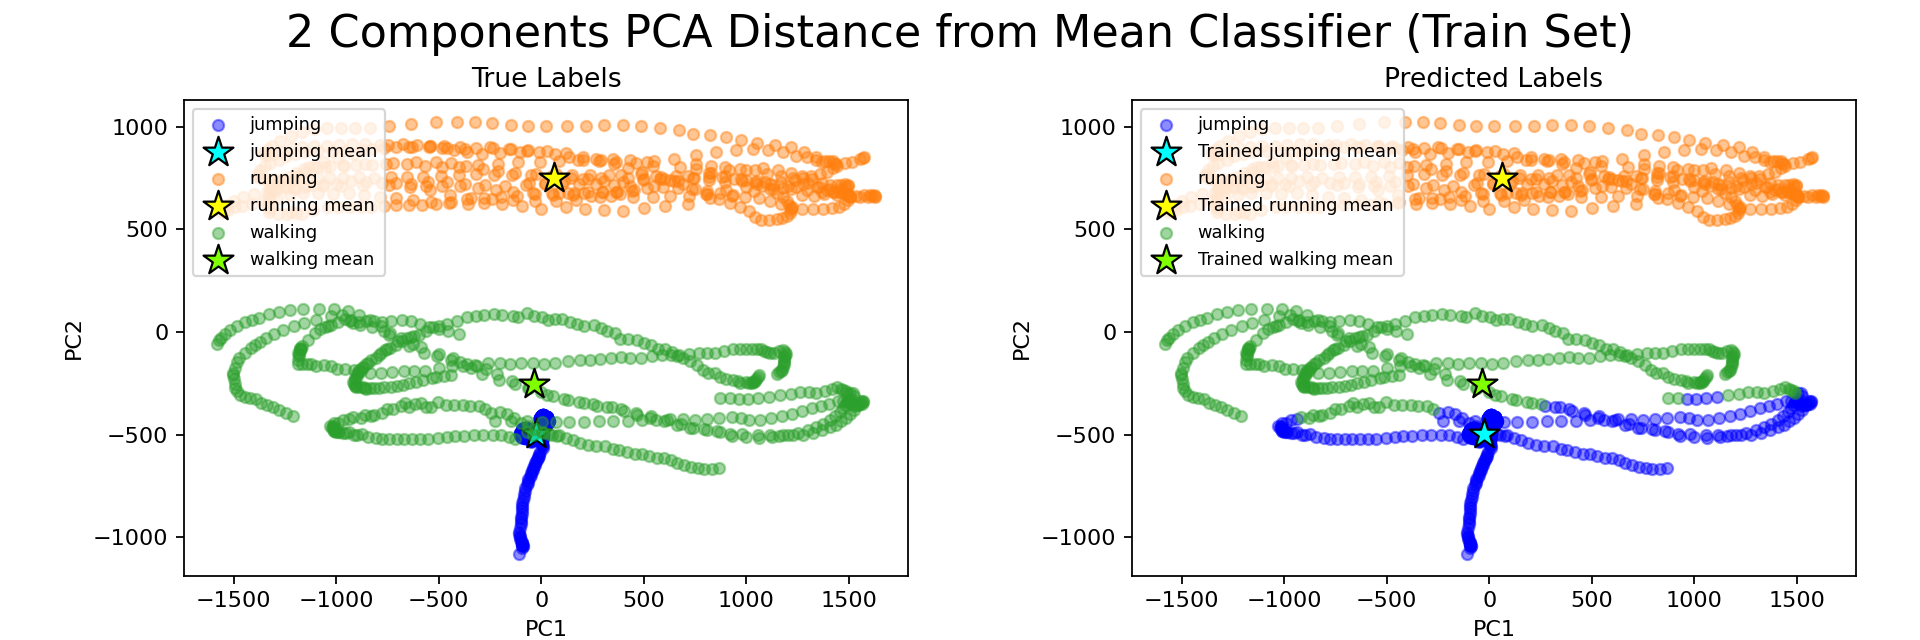 2 Components PCA Distance from Mean Classifier (Train Set)
True Labels
jumping
jumping mean
running
running mean
walking
walking mean
1000
500
0
−500
−1000
PC2
−1500
−1000
−500
0
500
1000
1500
PC1
Predicted Labels
jumping
Trained jumping mean
running
Trained running mean
walking
Trained walking mean
1000
500
0
−500
−1000
PC2
−1500
−1000
−500
0
500
1000
1500
PC1